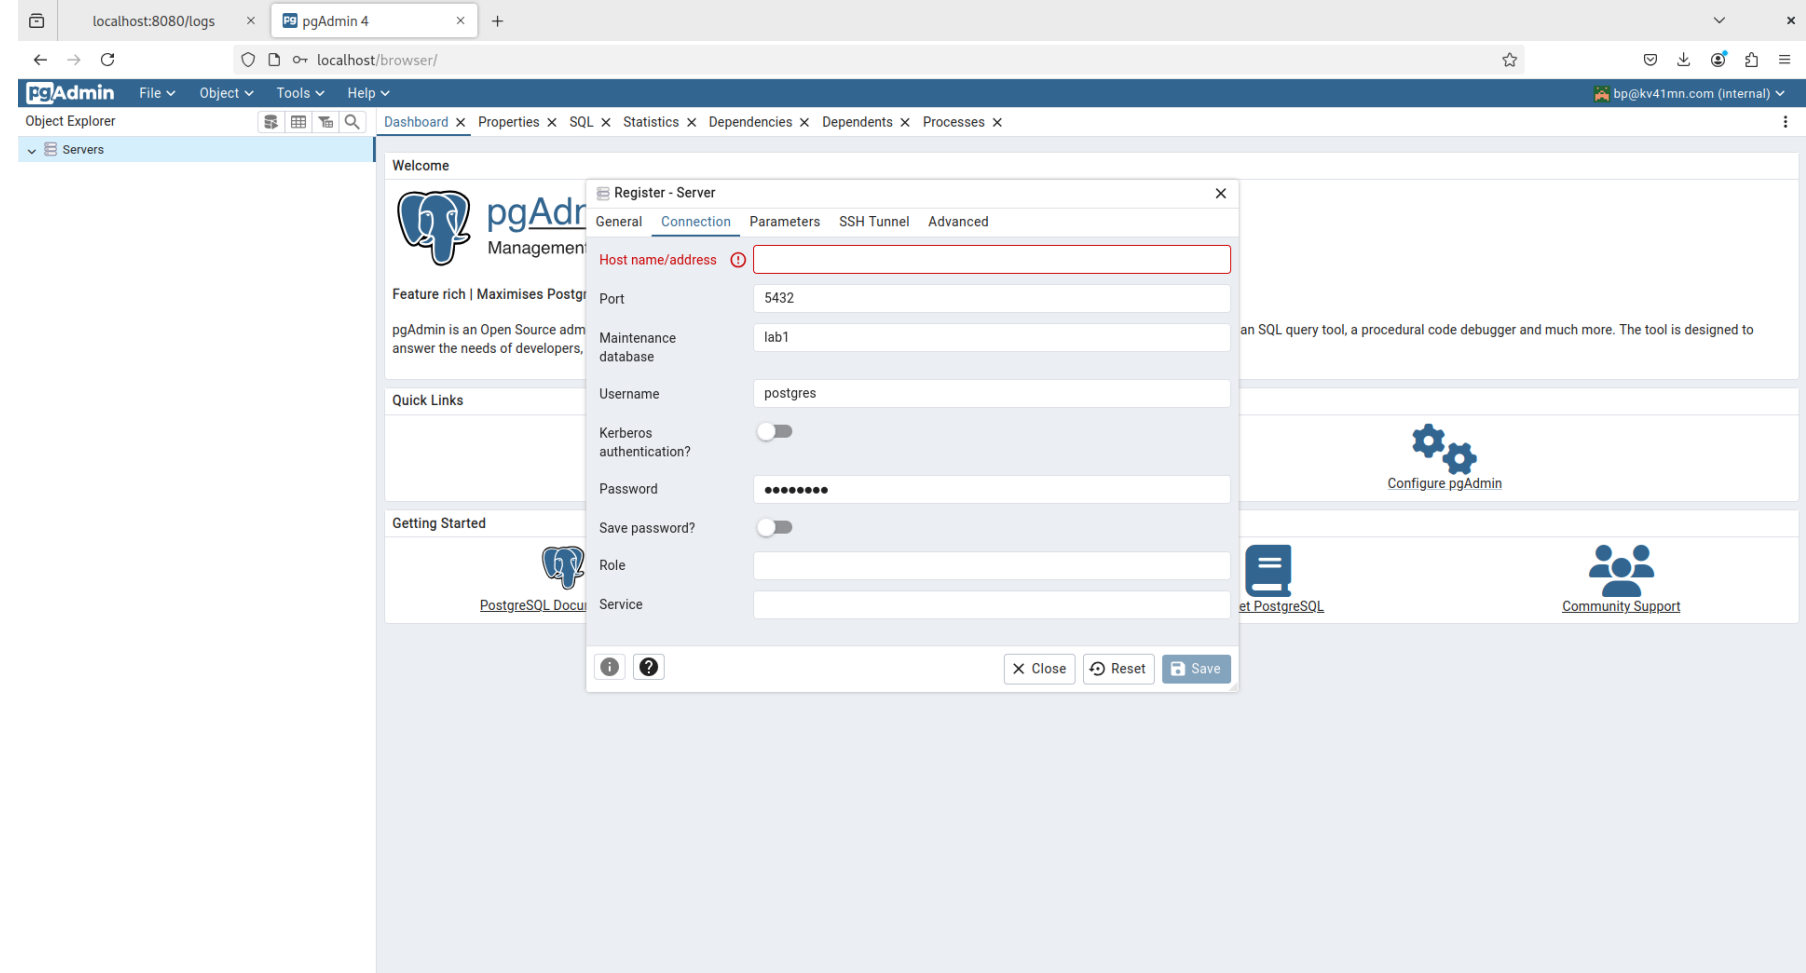 localhost:8080/logs
pgAdmin 4
localhost/browser/
pgAdmin File Object Tools Help bp@kv41mn.com (internal)
Object Explorer
Dashboard Properties SQL Statistics Dependencies Dependents Processes
Servers
Welcome
pgAdm
Management
Feature rich | Maximises Postgr
pgAdmin is an Open Source adm
an SQL query tool, a procedural code debugger and much more. The tool is designed to
answer the needs of developers,
Quick Links
Configure pgAdmin
Getting Started
PostgreSQL Docu
et PostgreSQL
Community Support
Register - Server
General Connection Parameters SSH Tunnel Advanced
Host name/address
Port 5432
Maintenance
database
lab1
Username postgres
Kerberos
authentication?
Password ••••••••
Save password?
Role
Service
Close Reset Save